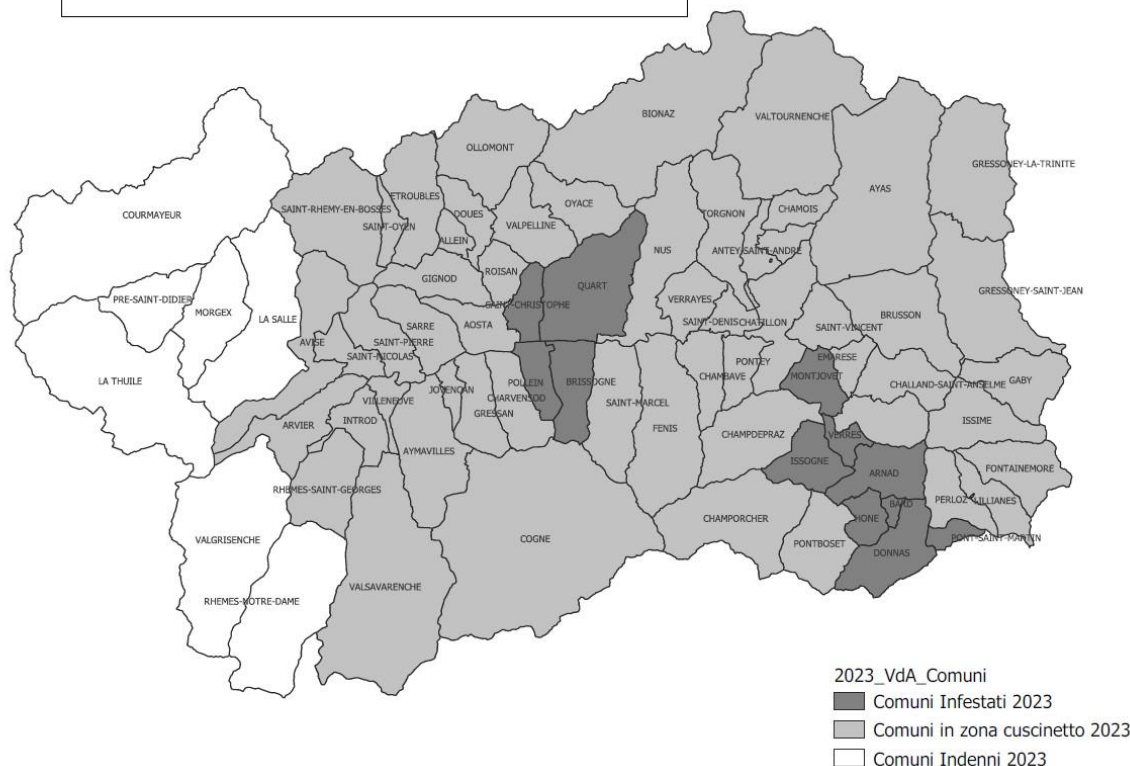 BIONAZ
VALTOURNENCHE
OLLOMONT
GRESSONEY-LA-TRINITE
AYAS
ETROUBLES
OYACE
CHAMOIS
SAINT-RHEMY-EN-BOSSES
DOUES
TORGNON
COURMAYEUR
VALPELLINE
SAINT-OYEN
ALLEIN
NUS
ANTEY-SAINT-ANDRE
ROISAN
GIGNOD
QUART
GRESSONEY-SAINT-JEAN
PRE-SAINT-DIDIER
SAINT-CHRISTOPHE
VERRAYES
MORGEX
BRUSSON
LA SALLE
SARRE
AOSTA
SAINT-DENIS
CHATILLON
SAINT-VINCENT
AVISE
SAINT-PIERRE
SAINT-NICOLAS
EMARESE
PONTEY
LA THUILE
POLLEIN
BRISSOGNE
CHAMBAVE
MONTJOVET
CHALLAND-SAINT-ANSELME
GABY
JOVENCAN
VILLENEUVE
CHARVENSOD
SAINT-MARCEL
GRESSAN
INTROD
ISSIME
ARVIER
FENIS
CHAMPDEPRAZ
VERRES
AYMAVILLES
ISSOGNE
FONTAINEMORE
ARNAD
RHEMES-SAINT-GEORGES
PERLOZ
LILLIANES
BARD
CHAMPORCHER
HONE
VALGRISENCHE
COGNE
PONTBOSET
PONT-SAINT-MARTIN
DONNAS
VALSAVARENCHE
RHEMES-NOTRE-DAME
2023_VdA_Comuni
Comuni Infestati 2023
Comuni in zona cuscinetto 2023
Comuni Indenni 2023